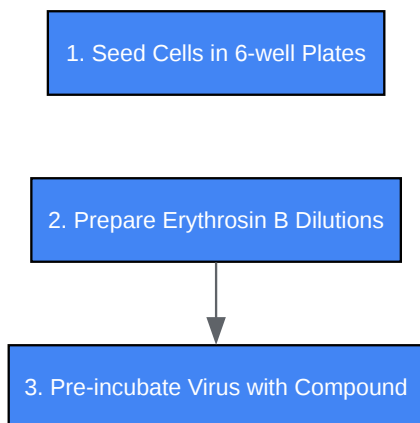 1. Seed Cells in 6-well Plates
2. Prepare Erythrosin B Dilutions
3. Pre-incubate Virus with Compound